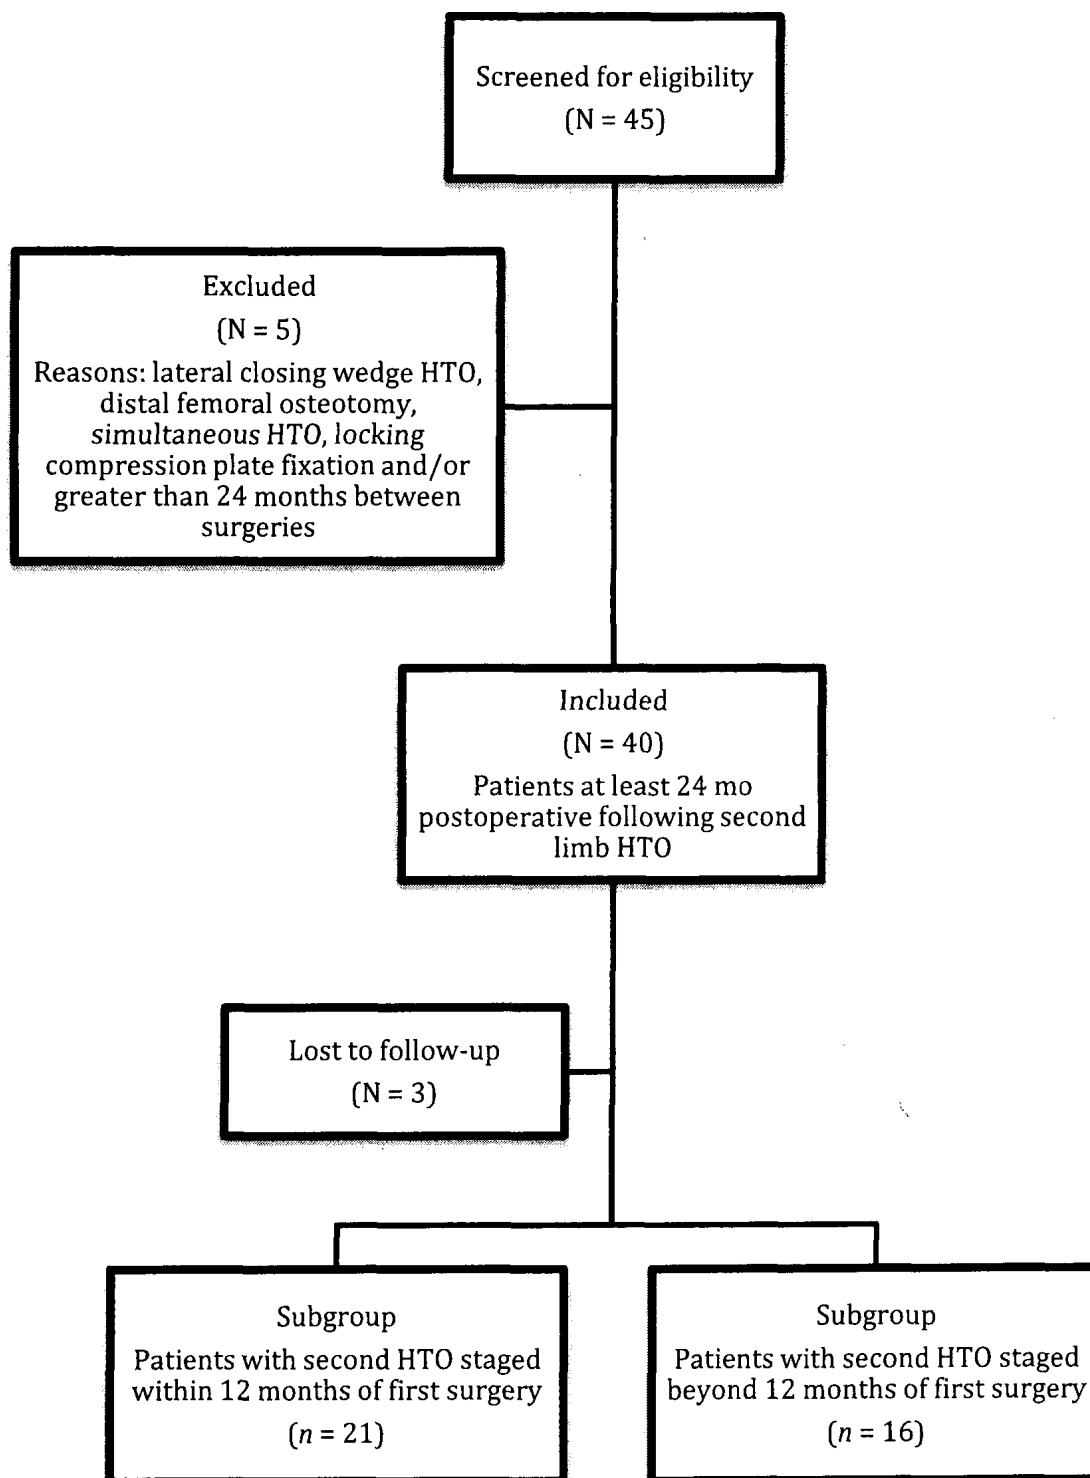 Screened for eligibility
(N = 45)
Excluded
(N = 5)
Reasons: lateral closing wedge HTO,
distal femoral osteotomy,
simultaneous HTO, locking
compression plate fixation and/or
greater than 24 months between
surgeries
Included
(N = 40)
Patients at least 24 mo
postoperative following second
limb HTO
Lost to follow-up
(N = 3)
Subgroup
Patients with second HTO staged
within 12 months of first surgery
(n = 21)
Subgroup
Patients with second HTO staged
beyond 12 months of first surgery
(n = 16)